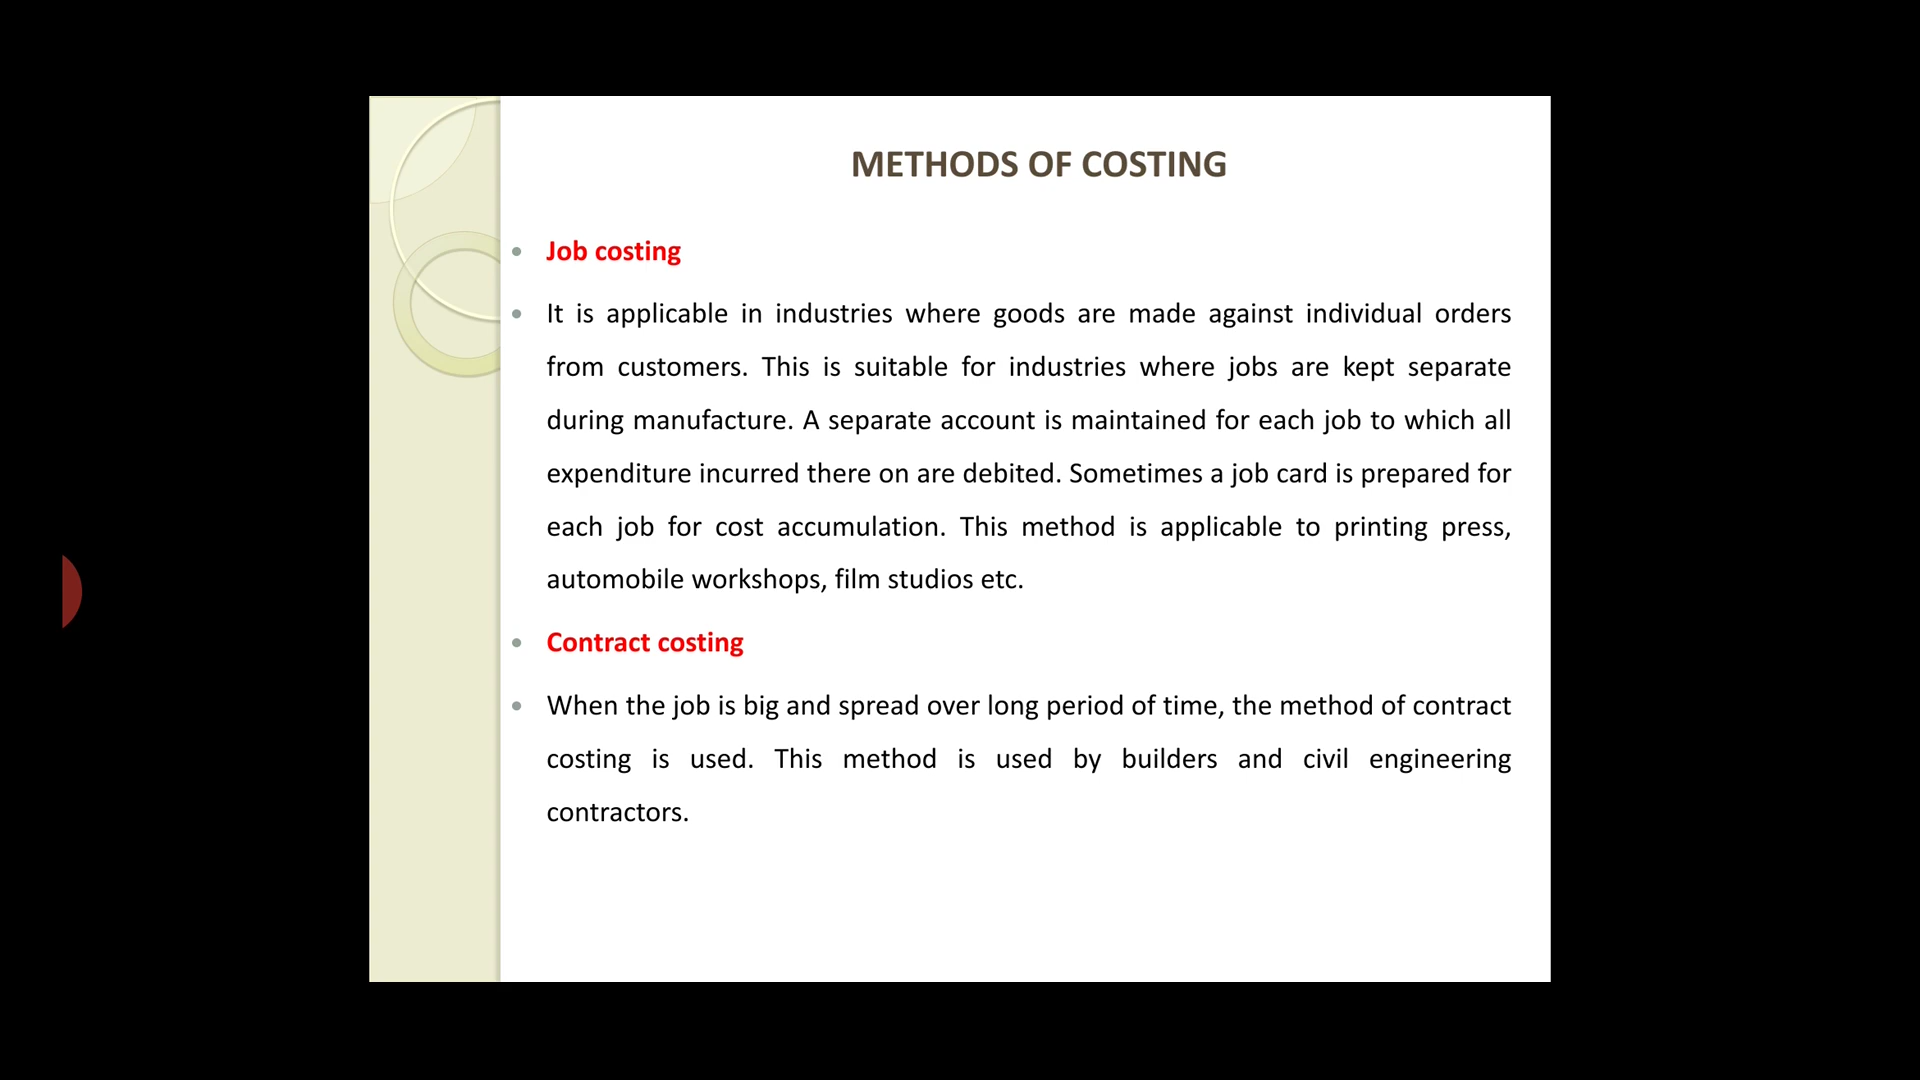 METHODS OF COSTING
• Job costing
• It is applicable in industries where goods are made against individual orders
from customers. This is suitable for industries where jobs are kept separate
during manufacture. A separate account is maintained for each job to which all
expenditure incurred there on are debited. Sometimes a job card is prepared for
each job for cost accumulation. This method is applicable to printing press,
automobile workshops, film studios etc.
• Contract costing
• When the job is big and spread over long period of time, the method of contract
costing is used. This method is used by builders and civil engineering
contractors.